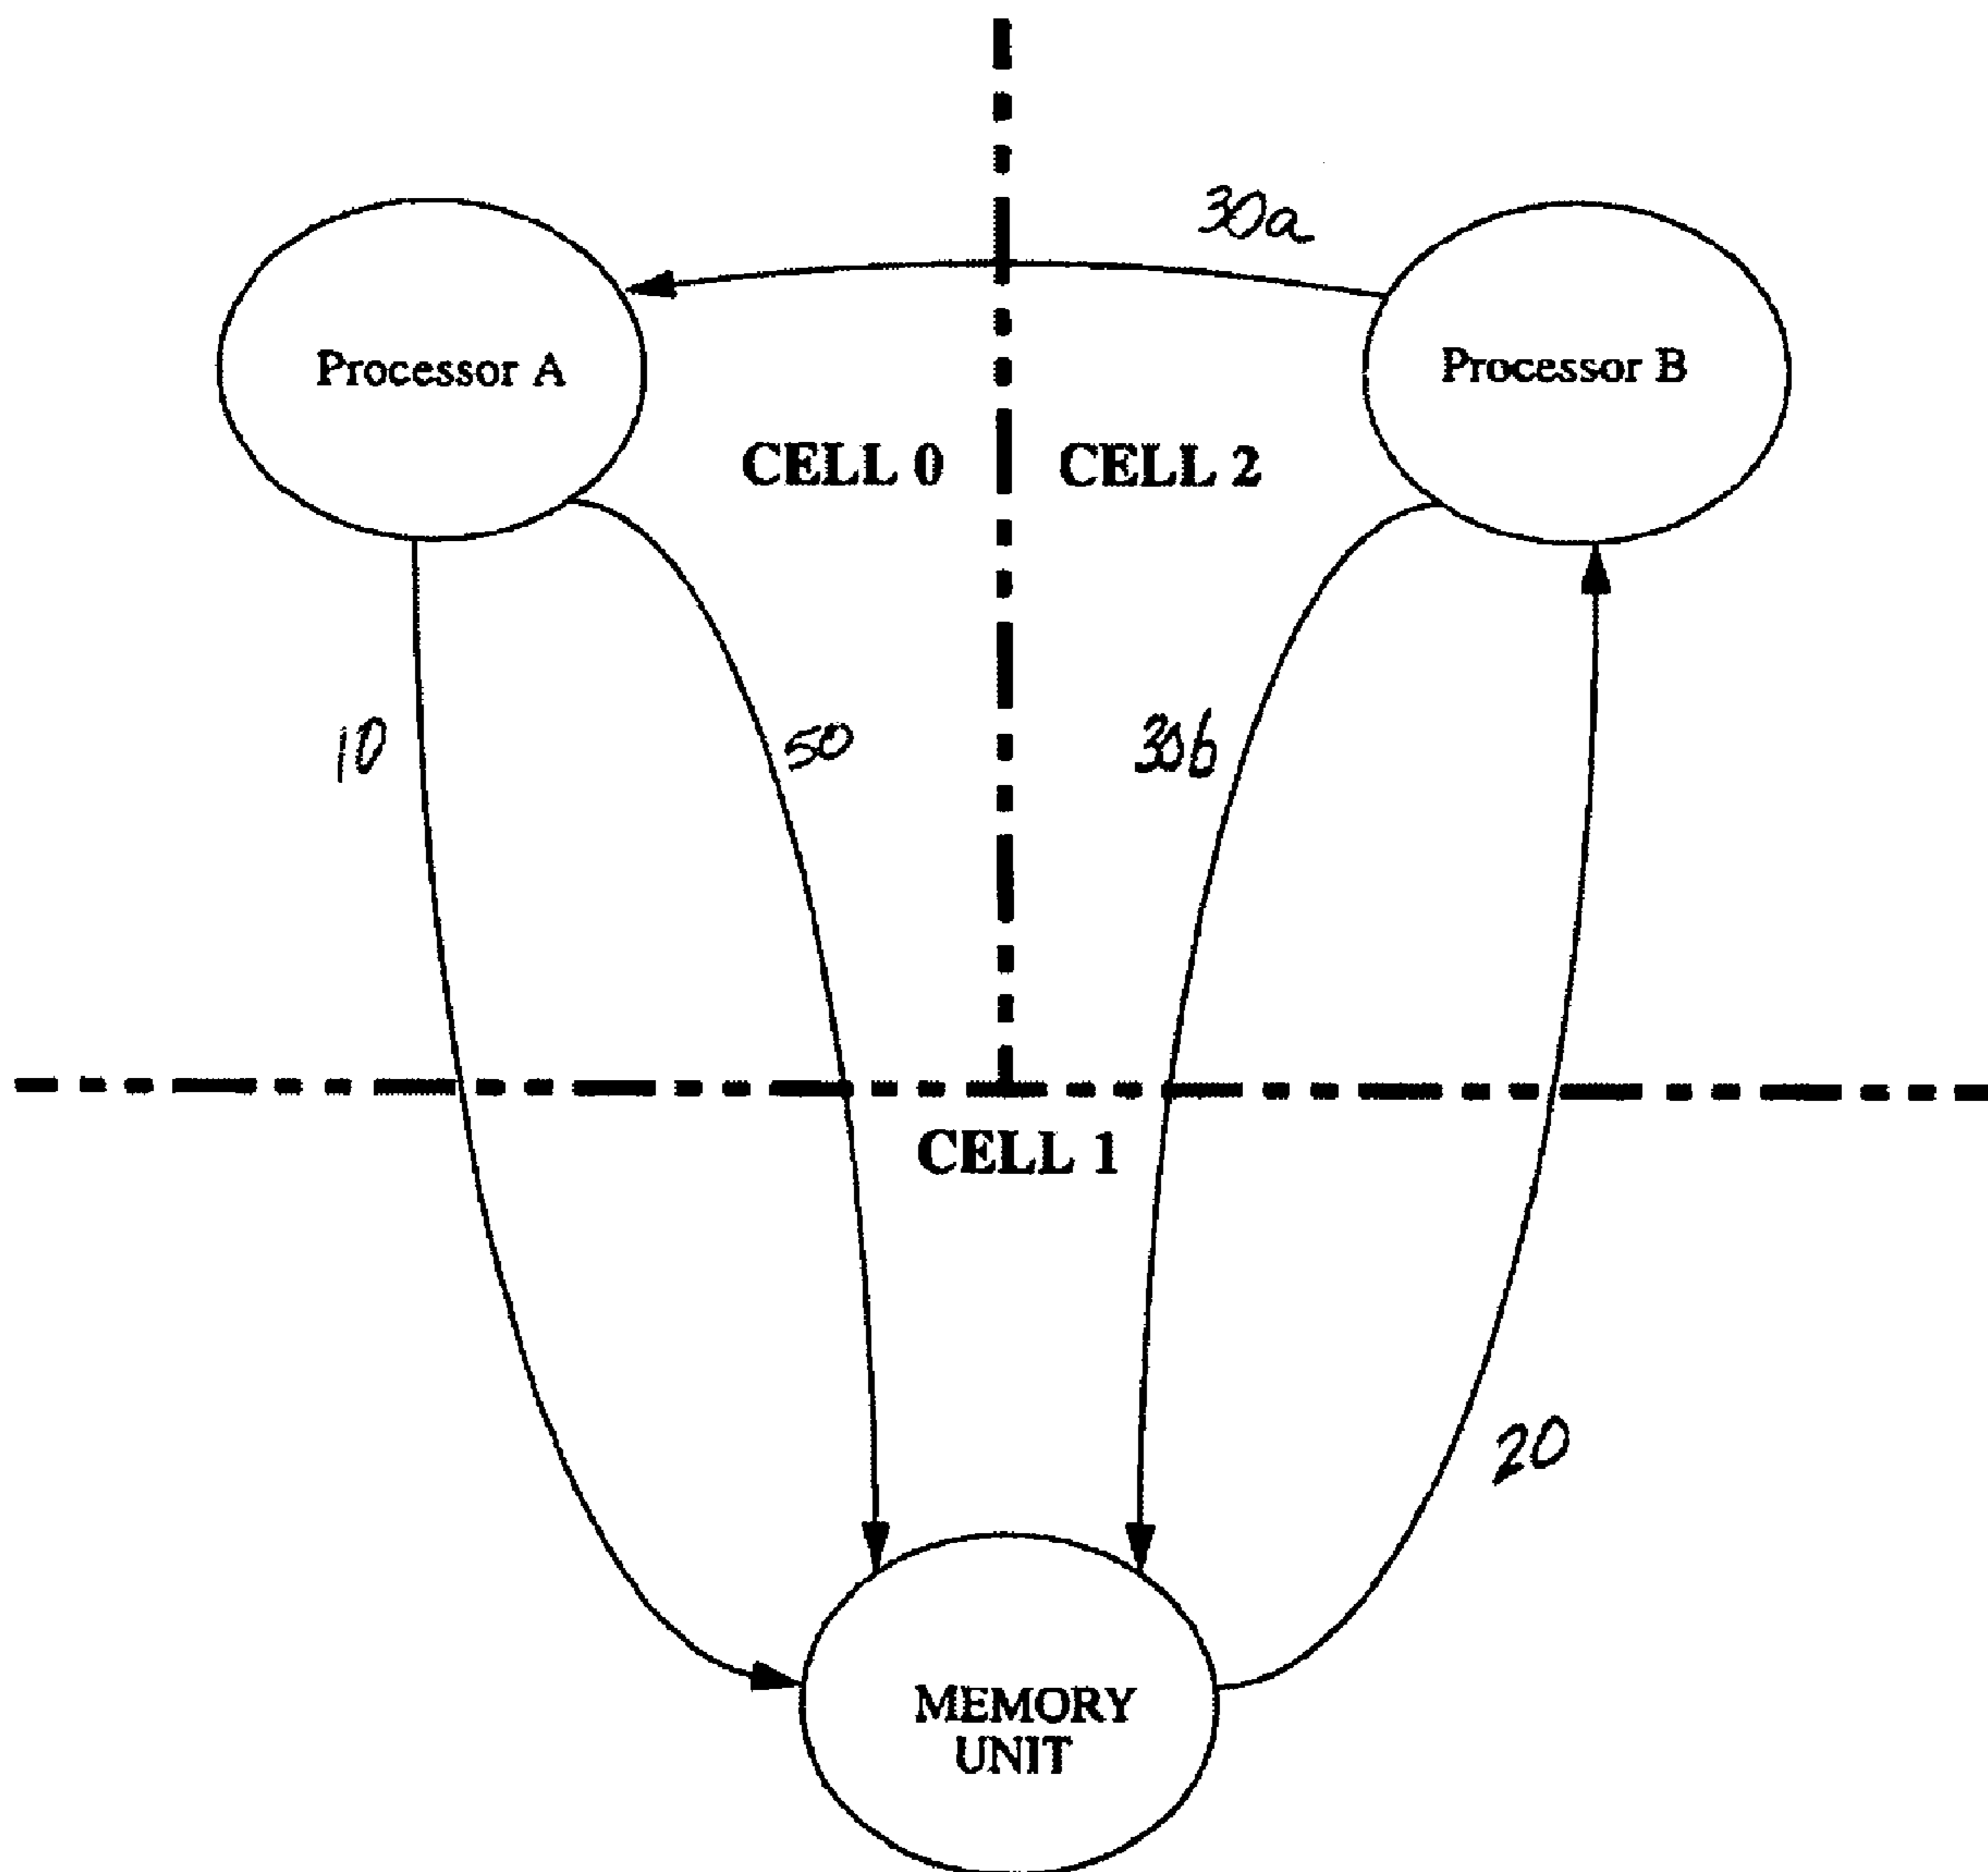 30a
Processor A
Processor B
CELL 0
CELL 2
10
50
30b
CELL 1
20
MEMORY
UNIT